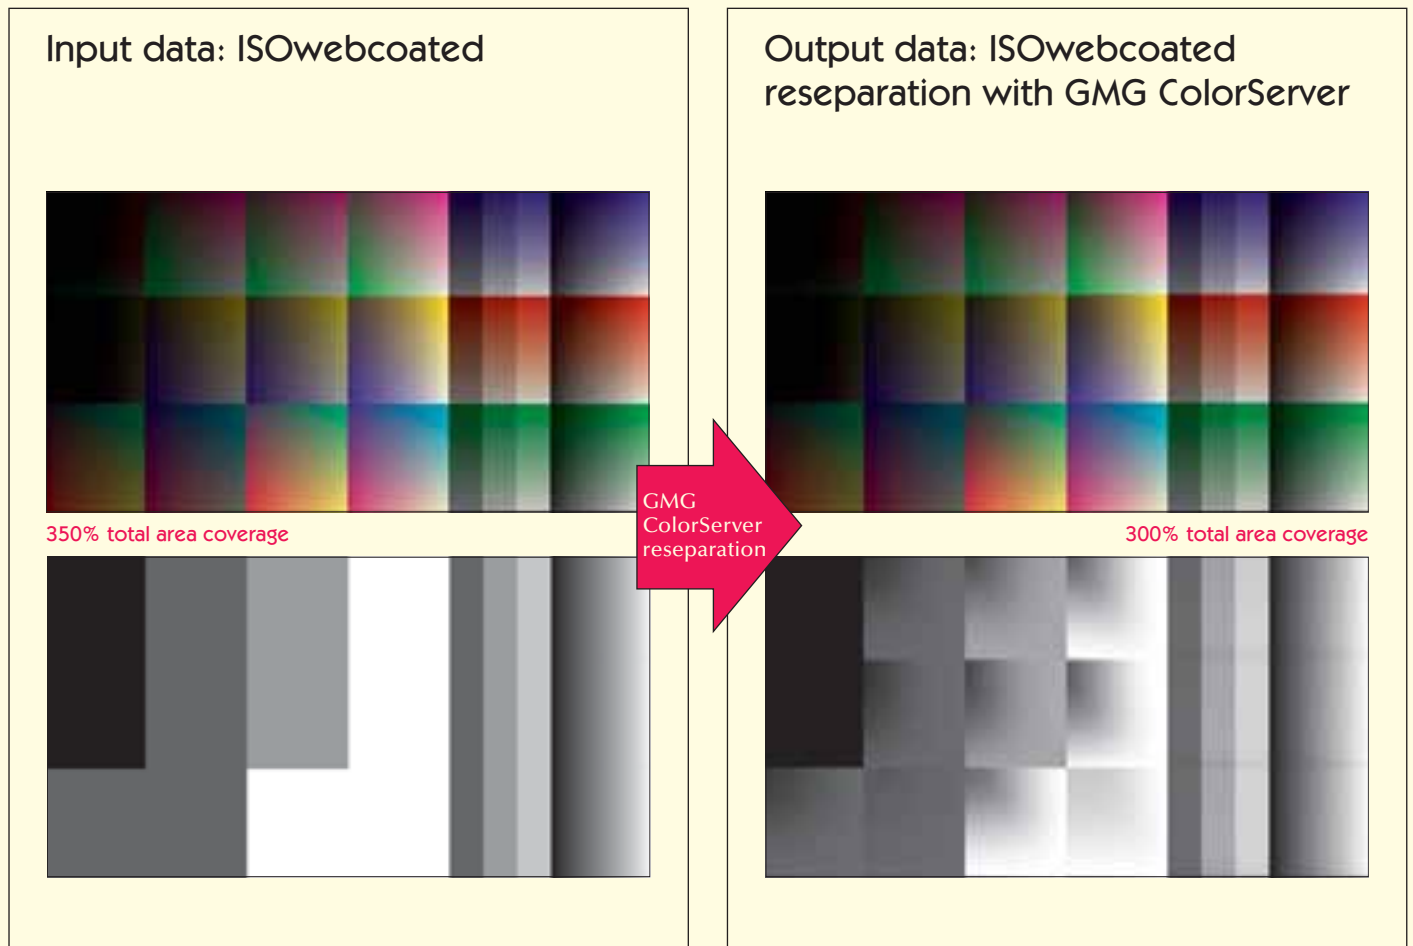 Input data: ISOwebcoated
Output data: ISOwebcoated
reseparation with GMG ColorServer
350% total area coverage
GMG
ColorServer
reseparation
300% total area coverage